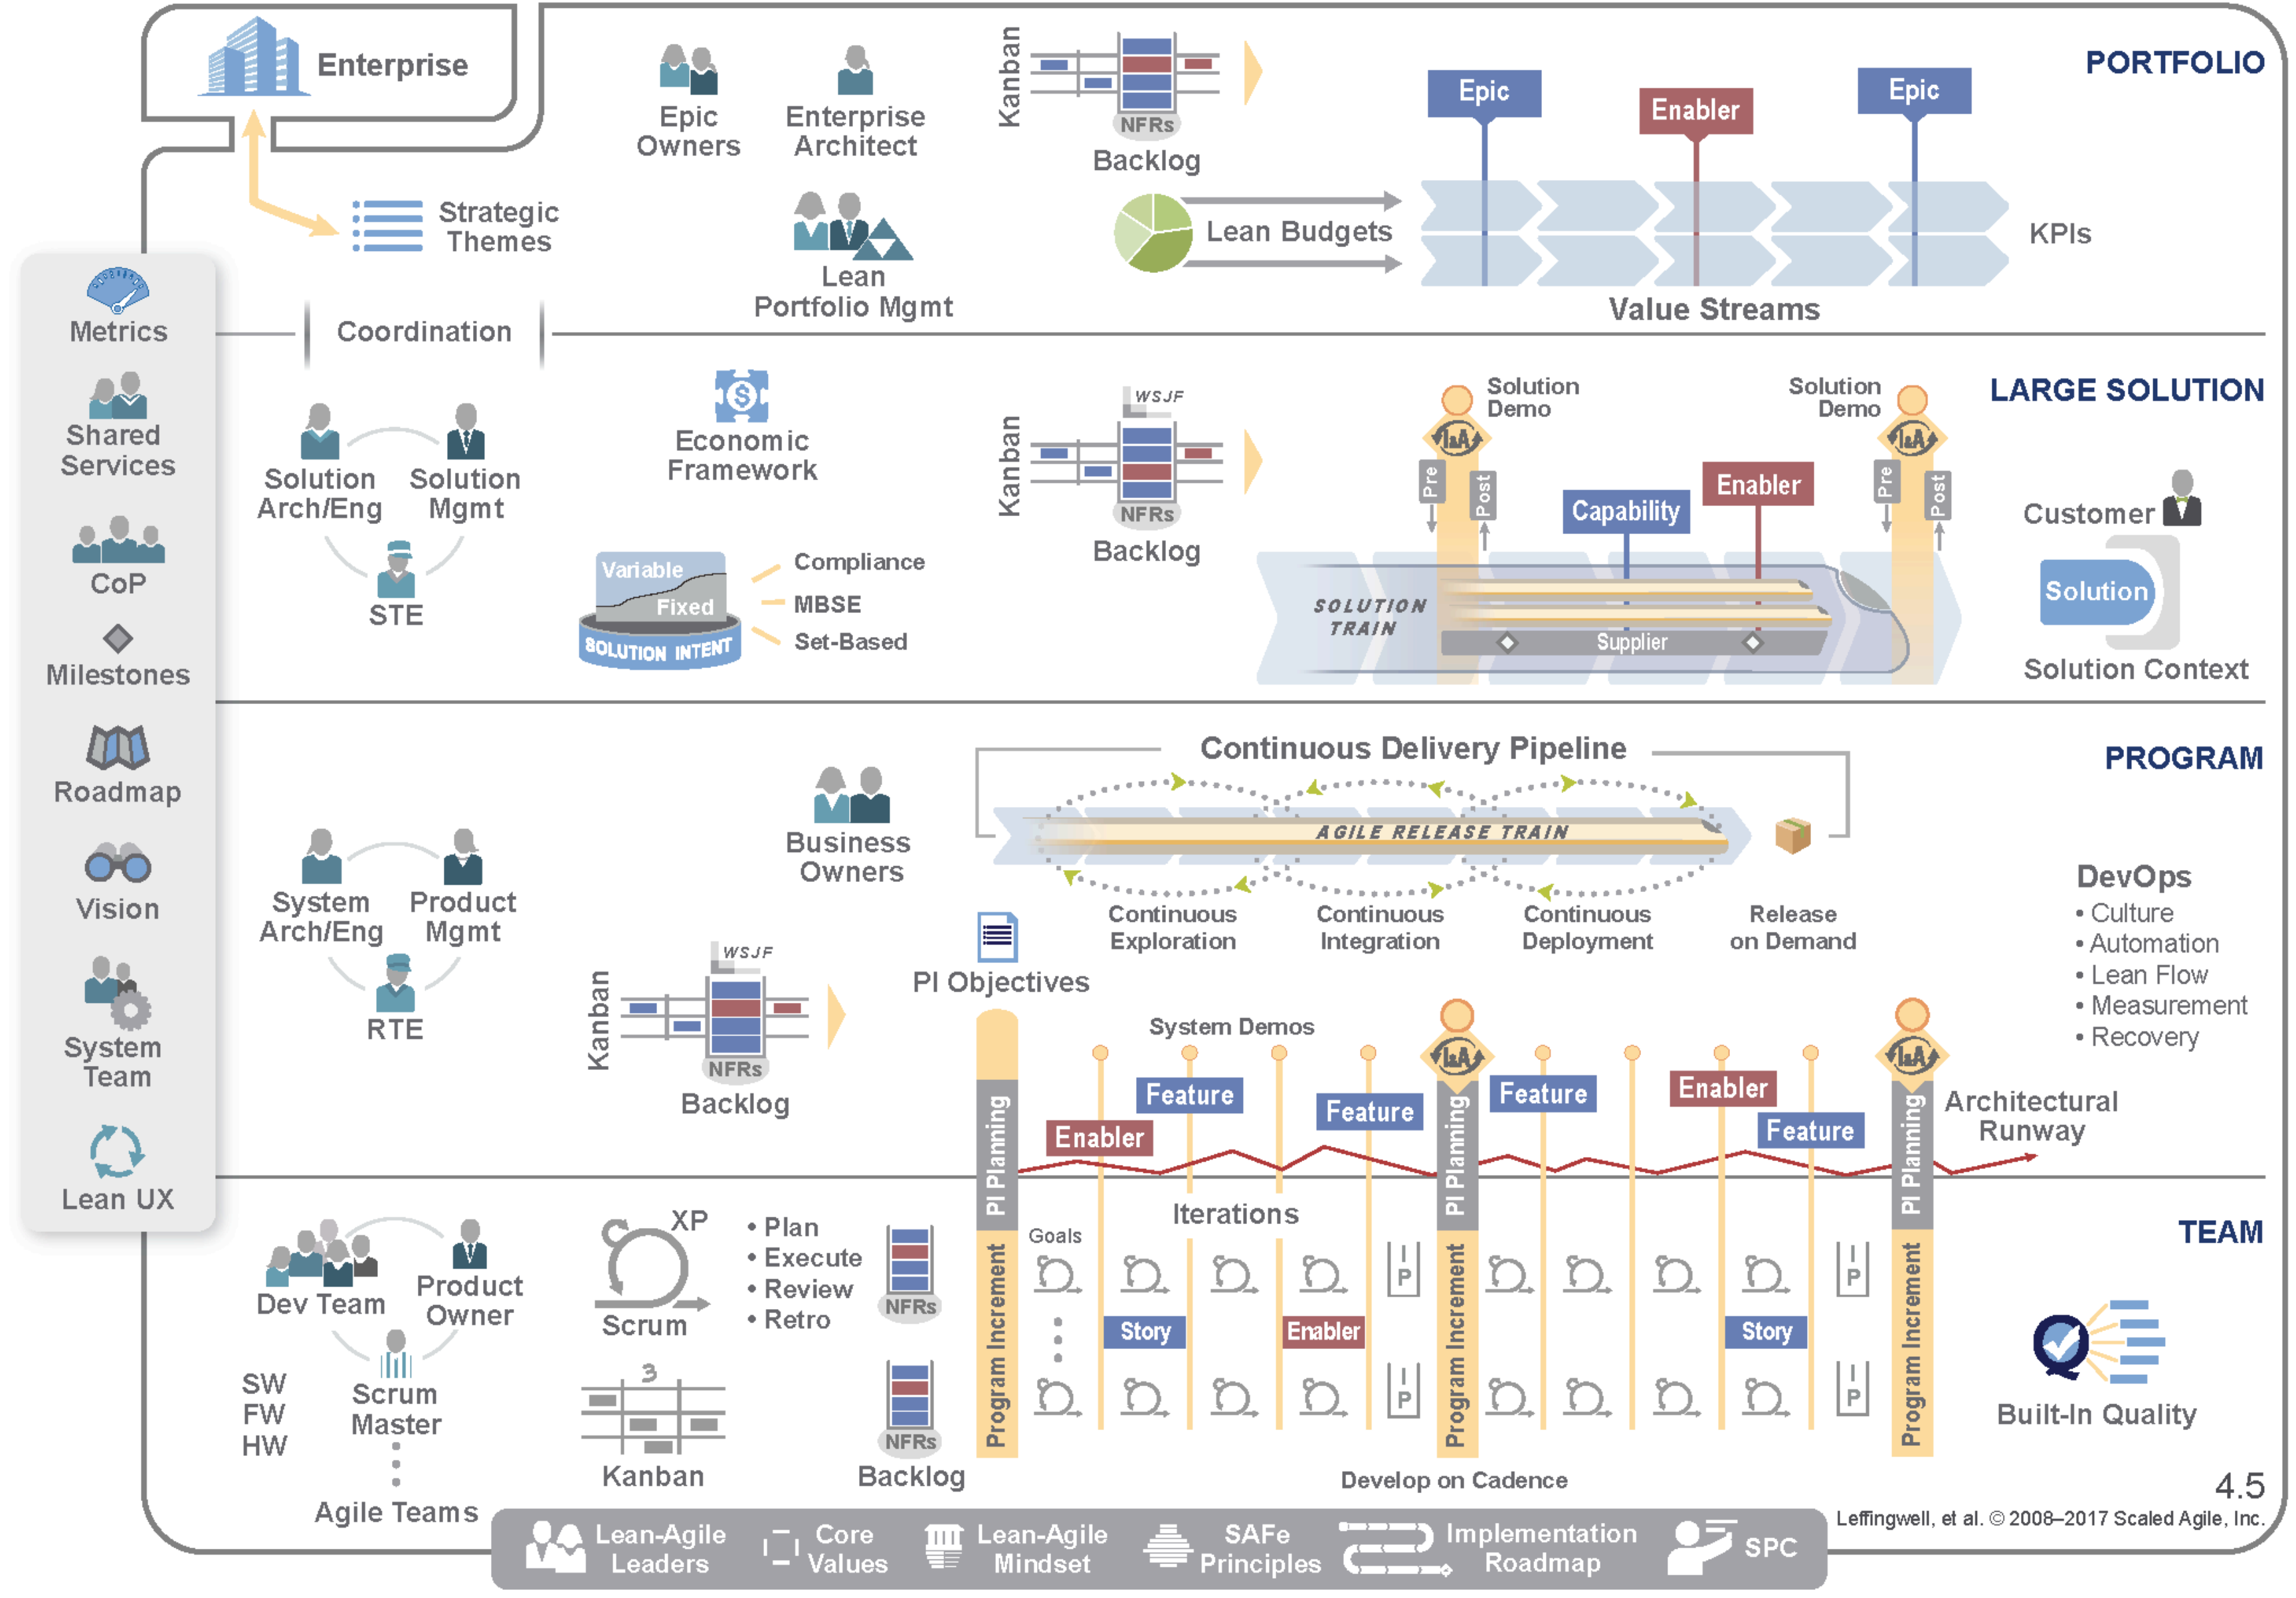 Enterprise
Epic
Owners
Enterprise
Architect
Kanban
NFRs
Backlog
Epic
Enabler
Epic
PORTFOLIO
Strategic
Themes
Lean
Portfolio Mgmt
Lean Budgets
KPIs
Value Streams
Coordination
Metrics
Shared
Services
CoP
Milestones
Roadmap
Vision
System
Team
Lean UX
LARGE SOLUTION
Solution
Arch/Eng
Solution
Mgmt
STE
Economic
Framework
Variable
Fixed
SOLUTION INTENT
Compliance
MBSE
Set-Based
Kanban
WSJF
NFRs
Backlog
Solution
Demo
I&A
Pre
Post
Capability
Enabler
Solution
Demo
I&A
Pre
Post
SOLUTION
TRAIN
Supplier
Customer
Solution
Solution Context
PROGRAM
System
Arch/Eng
Product
Mgmt
RTE
Business
Owners
Kanban
WSJF
NFRs
Backlog
Continuous Delivery Pipeline
AGILE RELEASE TRAIN
Continuous
Exploration
Continuous
Integration
Continuous
Deployment
Release
on Demand
DevOps
• Culture
• Automation
• Lean Flow
• Measurement
• Recovery
PI Objectives
System Demos
I&A
I&A
Enabler
Feature
Feature
Feature
Enabler
Feature
Architectural
Runway
PI Planning
PI Planning
PI Planning
TEAM
Dev Team
Product
Owner
Scrum
Master
SW
FW
HW
Agile Teams
XP
Scrum
• Plan
• Execute
• Review
• Retro
3
Kanban
NFRs
NFRs
Backlog
Program Increment
Program Increment
Program Increment
Goals
Iterations
Story
Enabler
Story
I
P
I
P
I
P
I
P
Develop on Cadence
Built-In Quality
4.5
Leffingwell, et al. © 2008–2017 Scaled Agile, Inc.
Lean-Agile
Leaders
Core
Values
Lean-Agile
Mindset
SAFe
Principles
Implementation
Roadmap
SPC